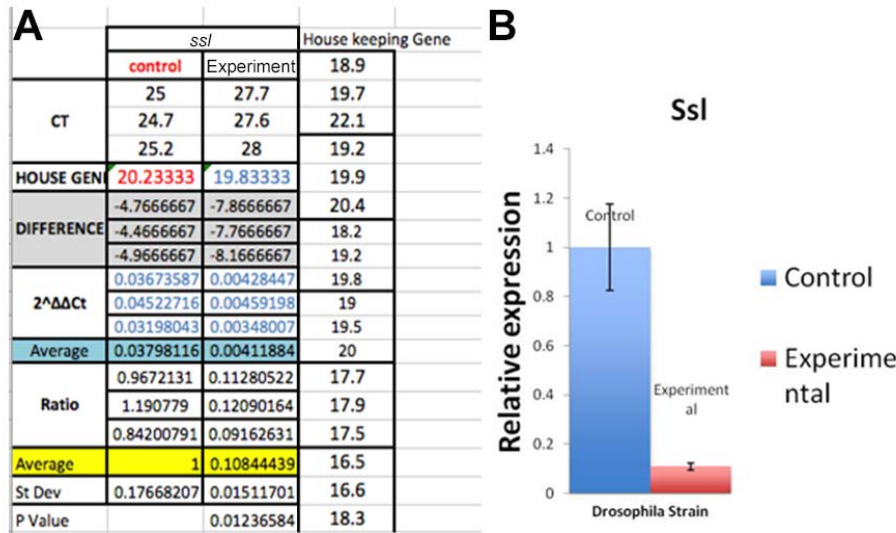 A
ssl House keeping Gene
control Experiment 18.9
25 27.7 19.7
CT 24.7 27.6 22.1
25.2 28 19.2
HOUSE GENI 20.23333 19.83333 19.9
-4.7666667 -7.8666667 20.4
DIFFERENCE -4.4666667 -7.7666667 18.2
-4.9666667 -8.1666667 19.2
0.03673587 0.00428447 19.8
2^ΔΔCt 0.04522716 0.00459198 19
0.03198043 0.00348007 19.5
Average 0.03798116 0.00411884 20
0.9672131 0.11280522 17.7
Ratio 1.190779 0.12090164 17.9
0.84200791 0.09162631 17.5
Average 1 0.10844439 16.5
St Dev 0.17668207 0.01511701 16.6
P Value 0.01236584 18.3
B
Ssl
Relative expression
1.4
1.2
1
0.8
0.6
0.4
0.2
0
Control
Experiment
al
Drosophila Strain
Control
Experime
ntal